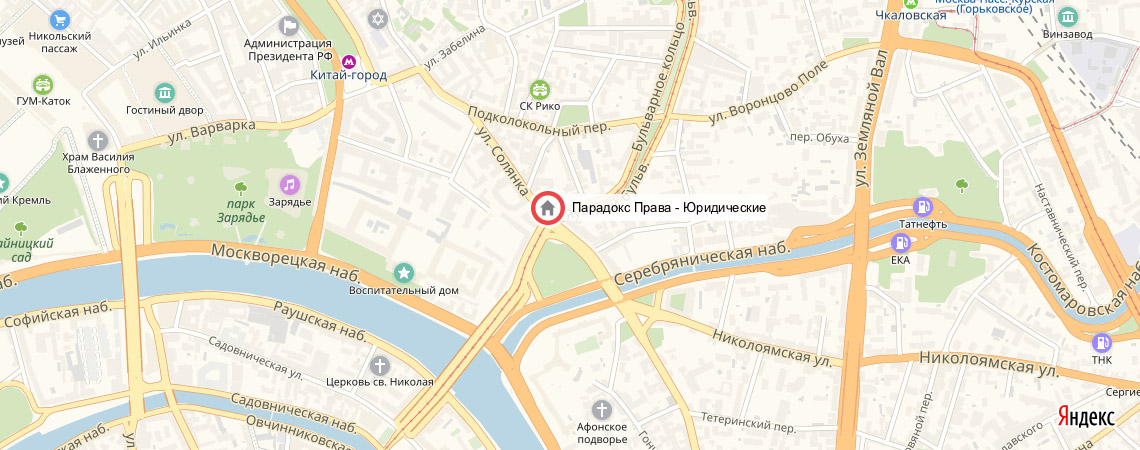 Никольский
пассаж
ул. Ильинка
Администрация
Президента РФ
ул. Забелина
Китай-город
ГУМ-Каток
Гостиный двор
СК Рико
Подколокольный пер.
Бульварное кольцо
ул. Воронцово Поле
пер. Обуха
ул. Земляной Вал
Чкаловская
(Горьковское)
Винзавод
ул. Варварка
Храм Василия
Блаженного
ул. Солянка
парк
Зарядье
Зарядье
Кремль
сад
Парадокс Права - Юридические
Татнефть
ЕКА
Наставнический пер.
Костомаровская наб.
Москворецкая наб.
Серебряническая наб.
Воспитательный дом
Софийская наб.
Раушская наб.
Садовническая ул.
Церковь св. Николая
Николоямская ул.
Николоямская ул.
ТНК
Садовническая наб.
Овчинниковская
Афонское
подворье
Тетеринский пер.
Яндекс